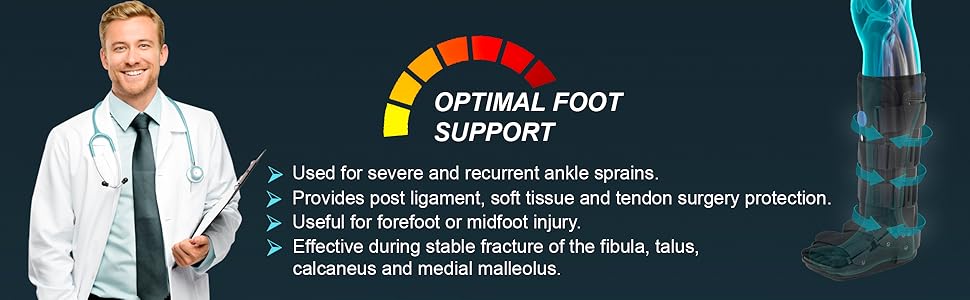 OPTIMAL FOOT
SUPPORT
Used for severe and recurrent ankle sprains.
Provides post ligament, soft tissue and tendon surgery protection.
Useful for forefoot or midfoot injury.
Effective during stable fracture of the fibula, talus,
calcaneus and medial malleolus.